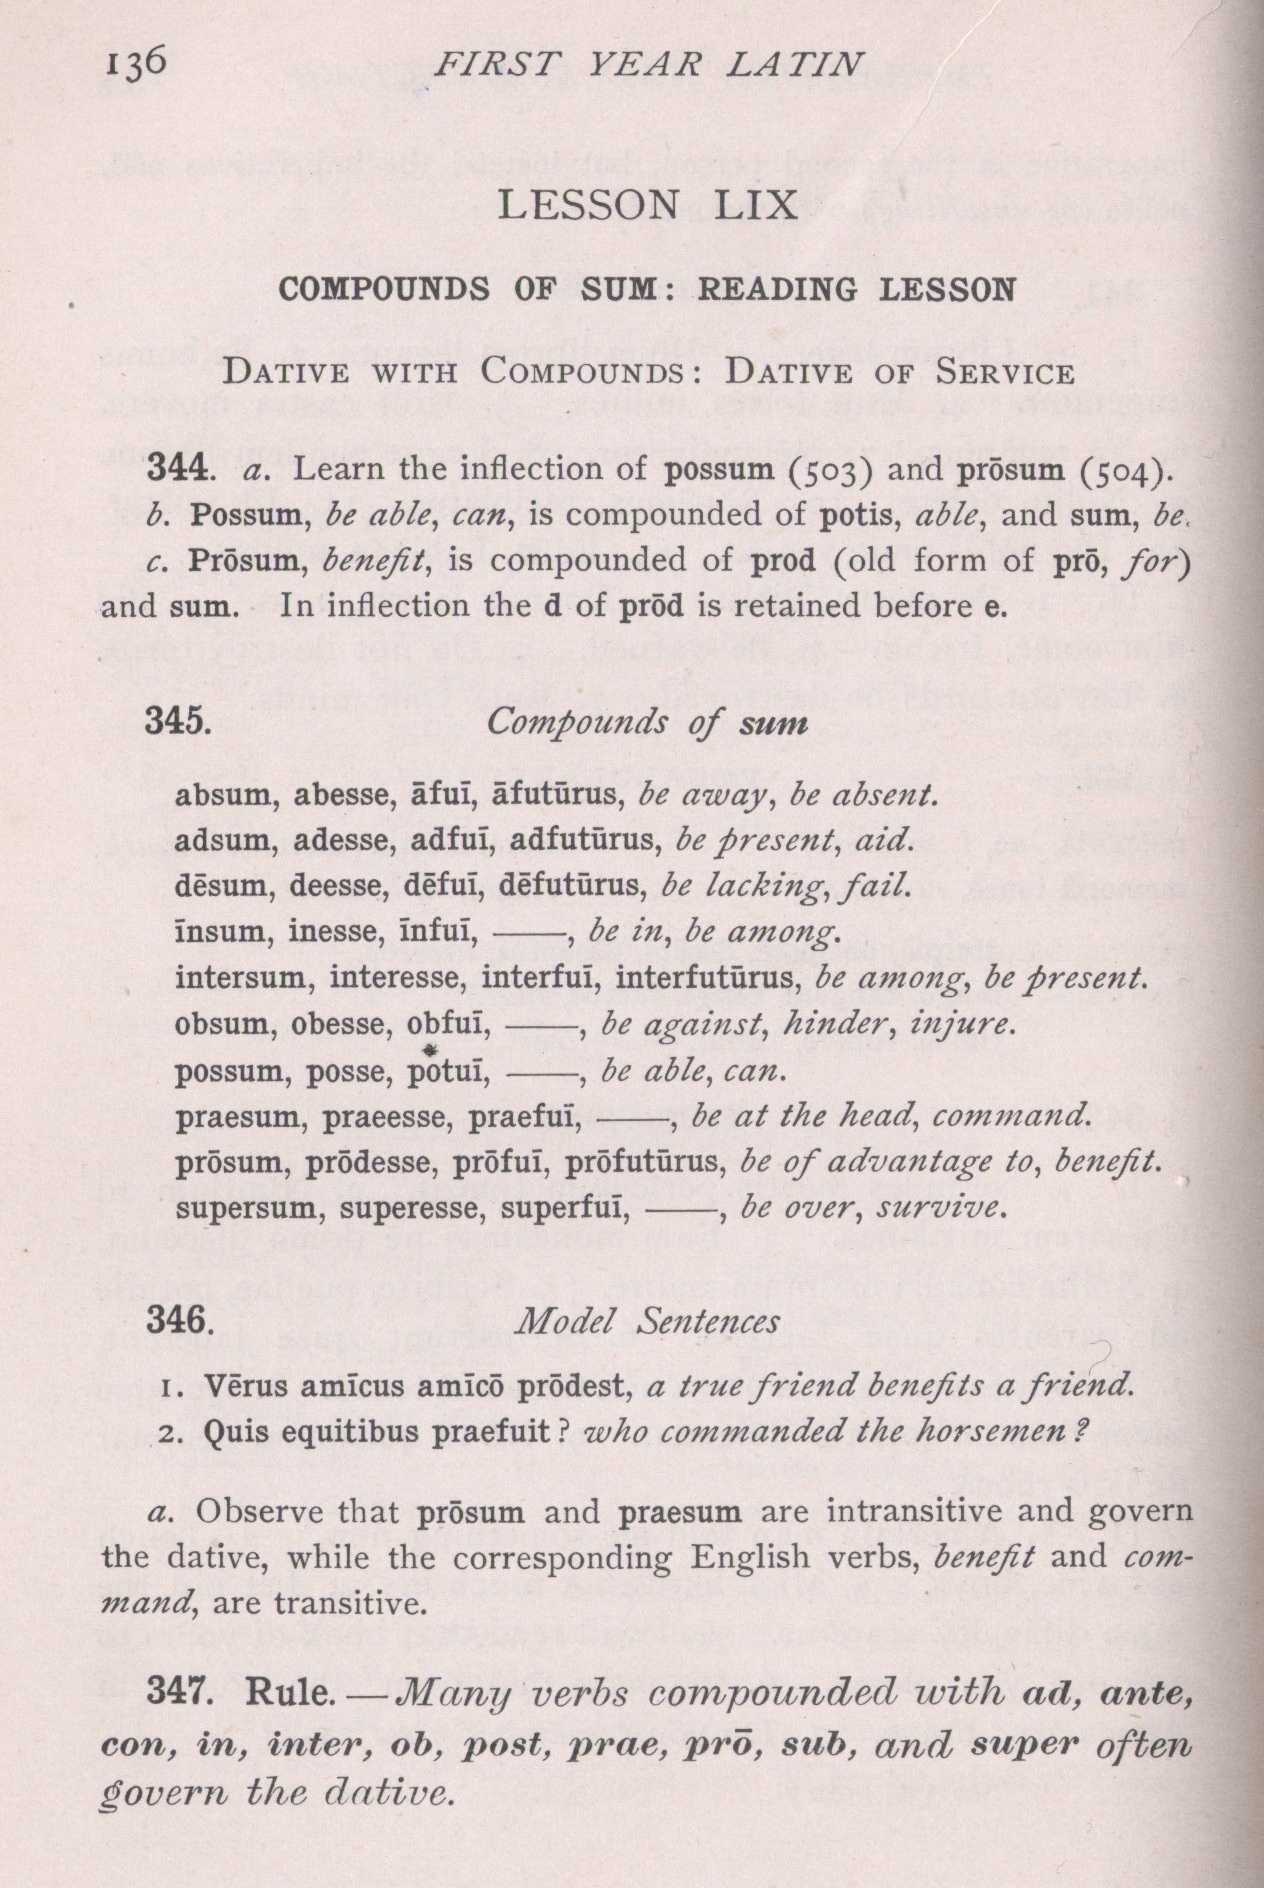 136 FIRST YEAR LATIN
LESSON LIX
COMPOUNDS OF SUM: READING LESSON
DATIVE WITH COMPOUNDS: DATIVE OF SERVICE
344. a. Learn the inflection of possum (503) and prōsum (504).
b. Possum, be able, can, is compounded of potis, able, and sum, be.
c. Prōsum, benefit, is compounded of prod (old form of prō, for)
and sum. In inflection the d of prōd is retained before e.
345. Compounds of sum
absum, abesse, āfuī, āfutūrus, be away, be absent.
adsum, adesse, adfuī, adfutūrus, be present, aid.
dēsum, deesse, dēfuī, dēfutūrus, be lacking, fail.
īnsum, inesse, īnfuī, ——, be in, be among.
intersum, interesse, interfuī, interfutūrus, be among, be present.
obsum, obesse, obfuī, ——, be against, hinder, injure.
possum, posse, potuī, ——, be able, can.
praesum, praeesse, praefuī, ——, be at the head, command.
prōsum, prōdesse, prōfuī, prōfutūrus, be of advantage to, benefit.
supersum, superesse, superfuī, ——, be over, survive.
346. Model Sentences
1. Vērus amīcus amīcō prōdest, a true friend benefits a friend.
2. Quis equitibus praefuit? who commanded the horsemen?
a. Observe that prōsum and praesum are intransitive and govern
the dative, while the corresponding English verbs, benefit and com-
mand, are transitive.
347. Rule. — Many verbs compounded with ad, ante,
con, in, inter, ob, post, prae, prō, sub, and super often
govern the dative.